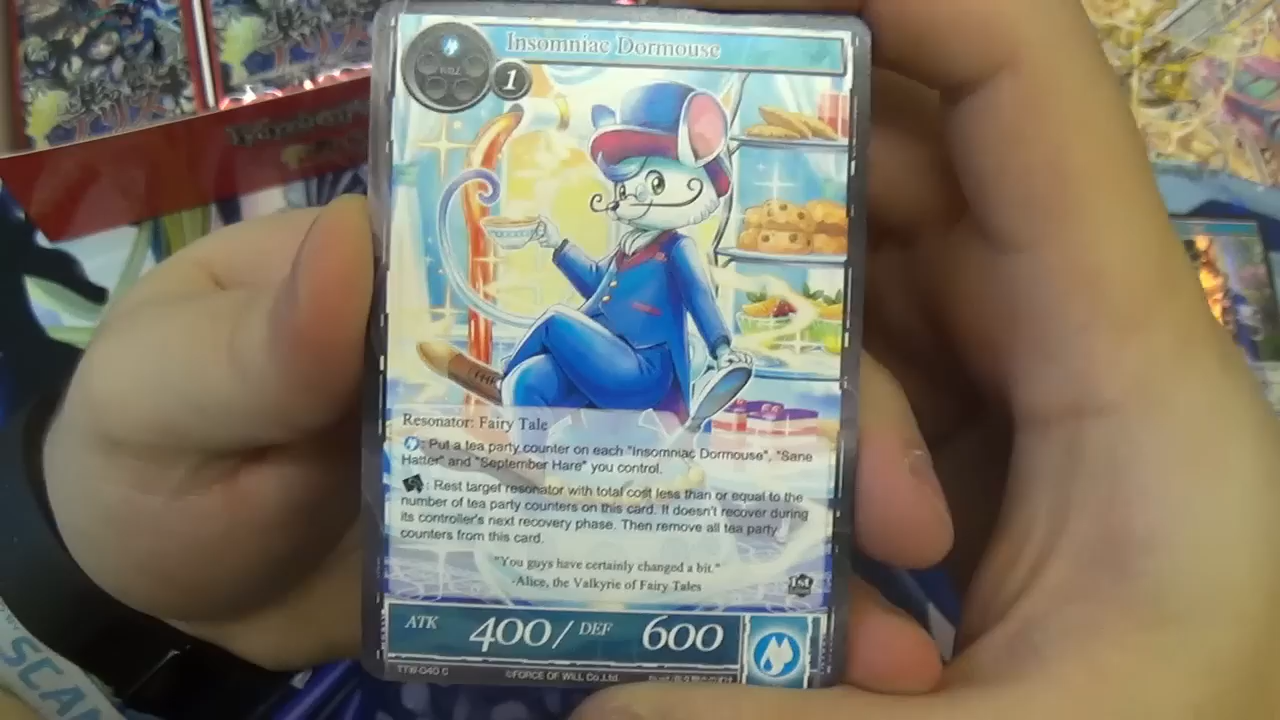 Insomniac Dormouse
1
Resonator: Fairy Tale
: Put a tea party counter on each "Insomniac Dormouse", "Sane
Hatter" and "September Hare" you control.
: Rest target resonator with total cost less than or equal to the
number of tea party counters on this card. It doesn't recover during
its controller's next recovery phase. Then remove all tea party
counters from this card.
"You guys have certainly changed a bit."
-Alice, the Valkyrie of Fairy Tales
1st
ATK 400 / DEF 600
TTW-040 C ©FORCE OF WILL Co.,Ltd.
SCAN